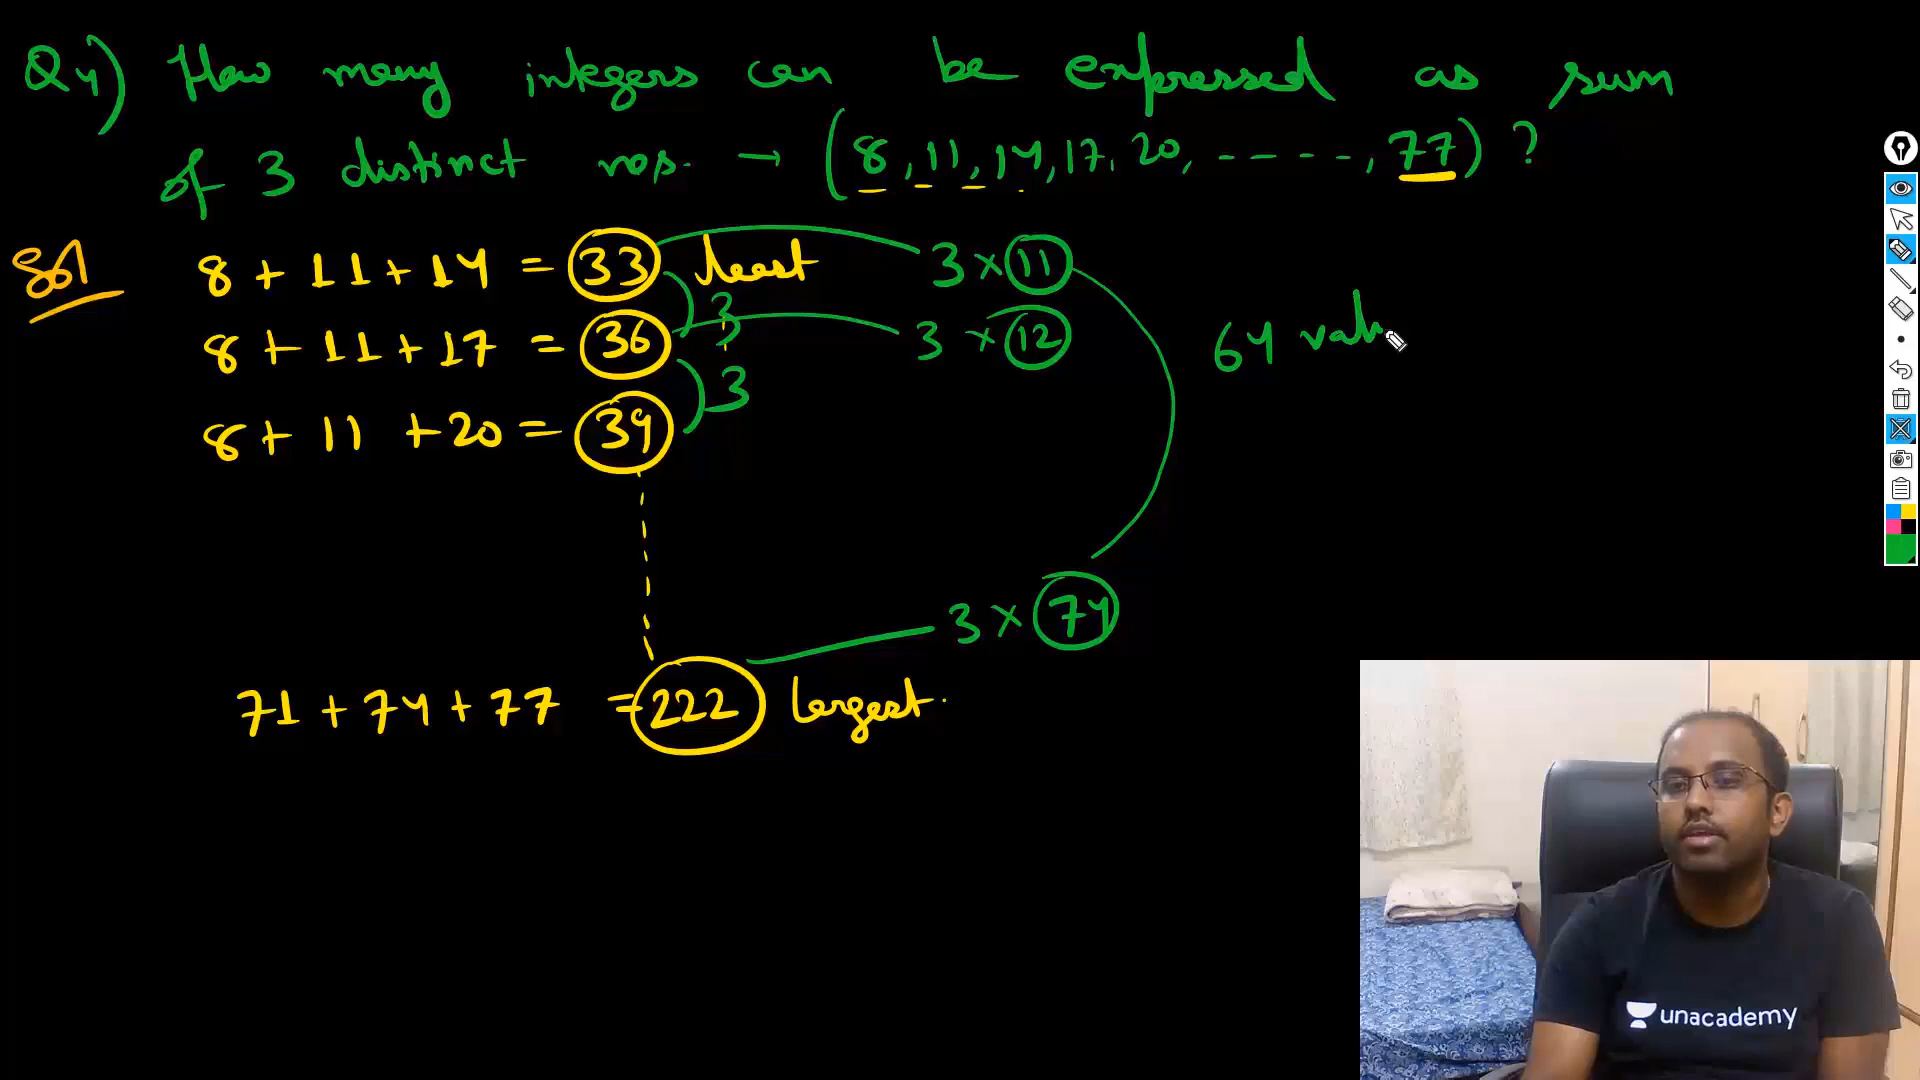 Q4) How many integers can be expressed as sum
of 3 distinct nos. → (8, 11, 14, 17, 20, - - - - -, 77) ?
Sol
8 + 11 + 14 = 33 least 3 × 11
3
8 + 11 + 17 = 36 3 × 12
64 valu
3
8 + 11 + 20 = 39
3 × 74
71 + 74 + 77 = 222 largest.
unacademy